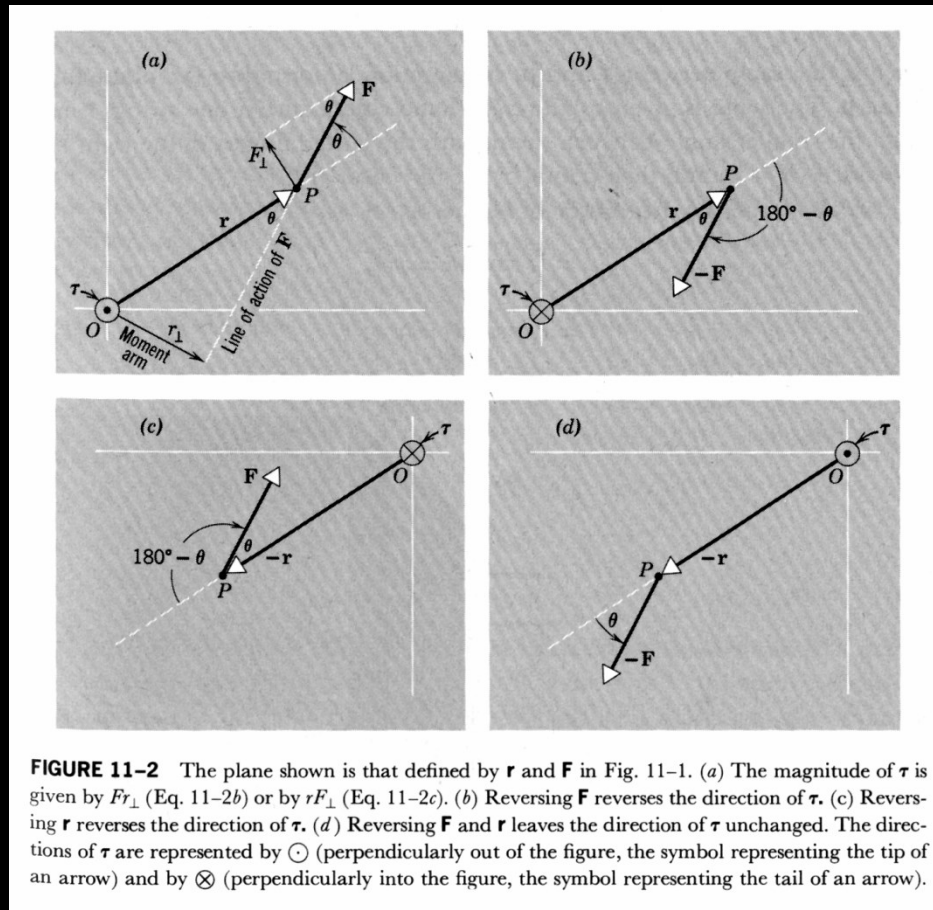 (a)
F
θ
θ
F⊥
P
r
θ
Line of action of F
τ
O
r⊥
Moment
arm
(b)
P
r
θ
180° − θ
−F
τ
O
(c)
τ
F
O
180° − θ
θ
−r
P
(d)
τ
O
P
−r
θ
−F
FIGURE 11–2 The plane shown is that defined by r and F in Fig. 11–1. (a) The magnitude of τ is
given by Fr⊥ (Eq. 11–2b) or by rF⊥ (Eq. 11–2c). (b) Reversing F reverses the direction of τ. (c) Revers-
ing r reverses the direction of τ. (d) Reversing F and r leaves the direction of τ unchanged. The direc-
tions of τ are represented by ⊙ (perpendicularly out of the figure, the symbol representing the tip of
an arrow) and by ⊗ (perpendicularly into the figure, the symbol representing the tail of an arrow).